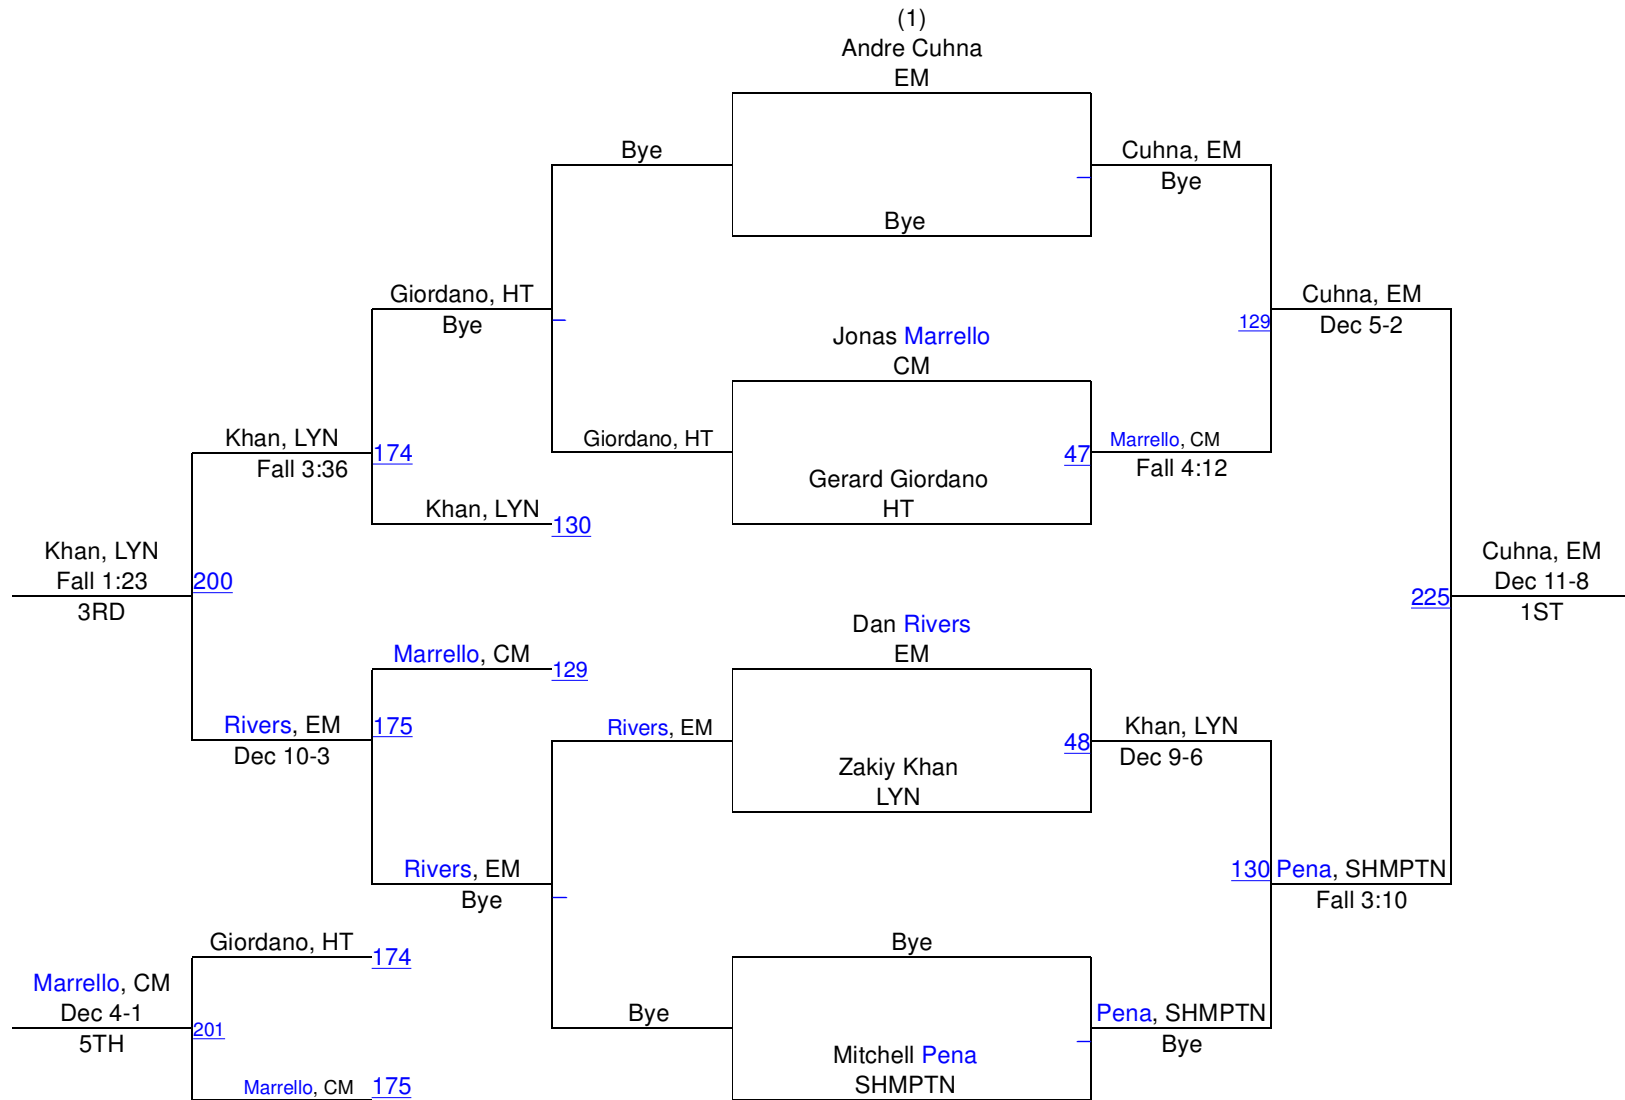 (1)
Andre Cuhna
EM
Bye
Cuhna, EM
Bye
Bye
Giordano, HT
Bye
Cuhna, EM
Dec 5-2
129
Jonas Marrello
CM
Khan, LYN
Fall 3:36
174
Giordano, HT
47
Marrello, CM
Fall 4:12
Gerard Giordano
HT
Khan, LYN
130
Khan, LYN
Fall 1:23
3RD
200
Cuhna, EM
Dec 11-8
1ST
225
Dan Rivers
EM
Marrello, CM
129
Rivers, EM
Dec 10-3
175
Rivers, EM
48
Khan, LYN
Dec 9-6
Zakiy Khan
LYN
Rivers, EM
Bye
130
Pena, SHMPTN
Fall 3:10
Giordano, HT
174
Bye
Marrello, CM
Dec 4-1
5TH
201
Bye
Pena, SHMPTN
Bye
Mitchell Pena
SHMPTN
Marrello, CM
175